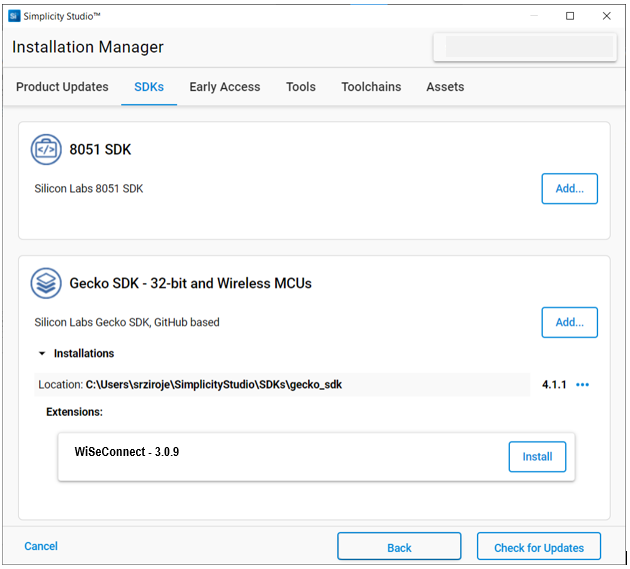 Si Simplicity Studio™
Installation Manager
Product Updates SDKs Early Access Tools Toolchains Assets
8051 SDK
Silicon Labs 8051 SDK
Add...
Gecko SDK - 32-bit and Wireless MCUs
Silicon Labs Gecko SDK, GitHub based
Add...
Installations
Location: C:\Users\srziroje\SimplicityStudio\SDKs\gecko_sdk 4.1.1
Extensions:
WiSeConnect - 3.0.9
Install
Cancel Back Check for Updates